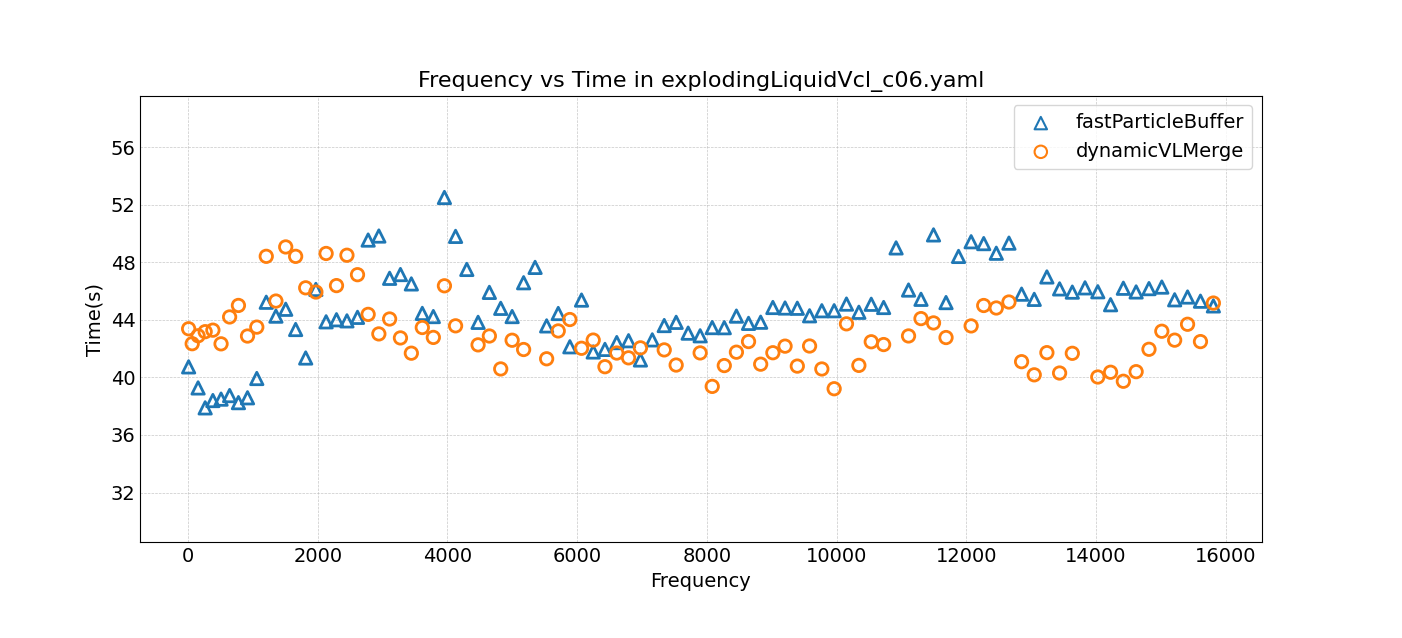 Frequency vs Time in explodingLiquidVcl_c06.yaml
fastParticleBuffer
dynamicVLMerge
Time(s)
56
52
48
44
40
36
32
0 2000 4000 6000 8000 10000 12000 14000 16000
Frequency